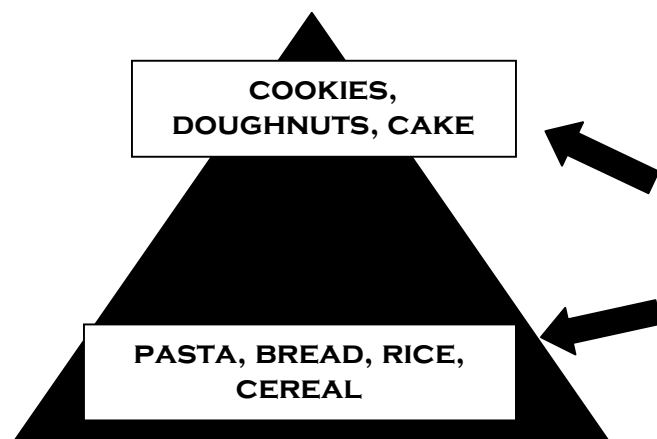 COOKIES,
DOUGHNUTS, CAKE
PASTA, BREAD, RICE,
CEREAL